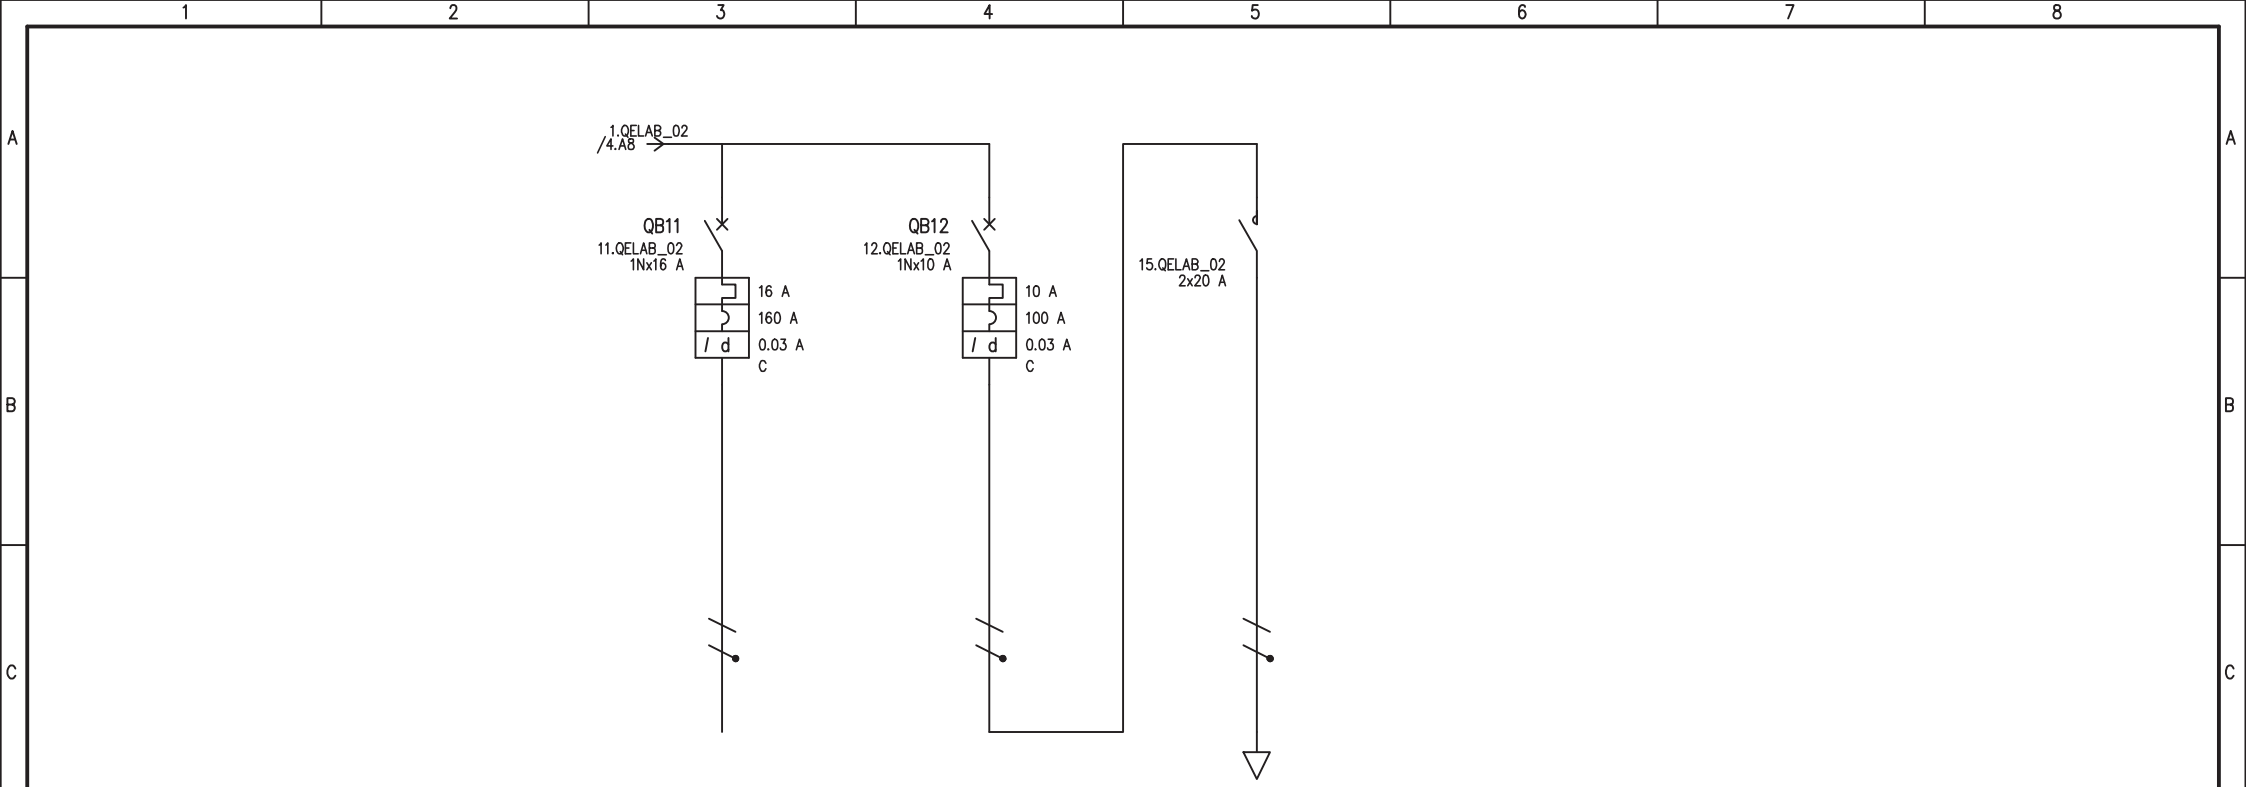 1 2 3 4 5 6 7 8
A A
1.QELAB_02
/4.A8
QB11 QB12
11.QELAB_02 12.QELAB_02
1Nx16 A 1Nx10 A 15.QELAB_02
2x20 A
16 A 10 A
160 A 100 A
I d 0.03 A I d 0.03 A
C C
B B
C C